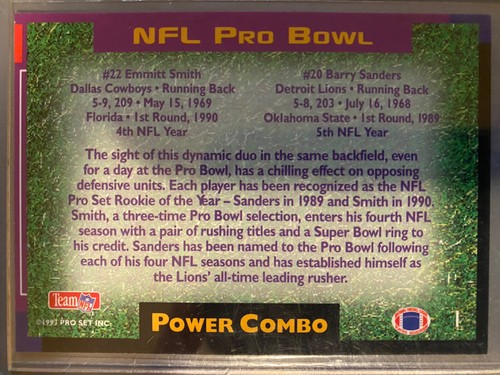 NFL PRO BOWL
#22 Emmitt Smith
Dallas Cowboys • Running Back
5-9, 209 • May 15, 1969
Florida • 1st Round, 1990
4th NFL Year
#20 Barry Sanders
Detroit Lions • Running Back
5-8, 203 • July 16, 1968
Oklahoma State • 1st Round, 1989
5th NFL Year
The sight of this dynamic duo in the same backfield, even
for a day at the Pro Bowl, has a chilling effect on opposing
defensive units. Each player has been recognized as the NFL
Pro Set Rookie of the Year – Sanders in 1989 and Smith in 1990.
Smith, a three-time Pro Bowl selection, enters his fourth NFL
season with a pair of rushing titles and a Super Bowl ring to
his credit. Sanders has been named to the Pro Bowl following
each of his four NFL seasons and has established himself as
the Lions' all-time leading rusher.
Team NFL
©1993 PRO SET INC.
POWER COMBO